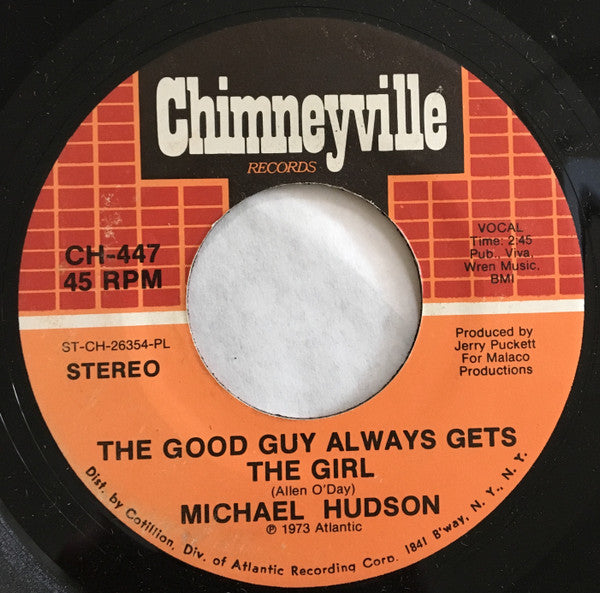 Chimneyville
RECORDS
CH-447
45 RPM
VOCAL
Time: 2:45
Pub., Viva,
Wren Music,
BMI
ST-CH-26354-PL
STEREO
Produced by
Jerry Puckett
For Malaco
Productions
THE GOOD GUY ALWAYS GETS
THE GIRL
(Allen O'Day)
MICHAEL HUDSON
℗ 1973 Atlantic
Dist. by Cotillion, Div. of Atlantic Recording Corp. 1841 B'way, N. Y., N. Y.